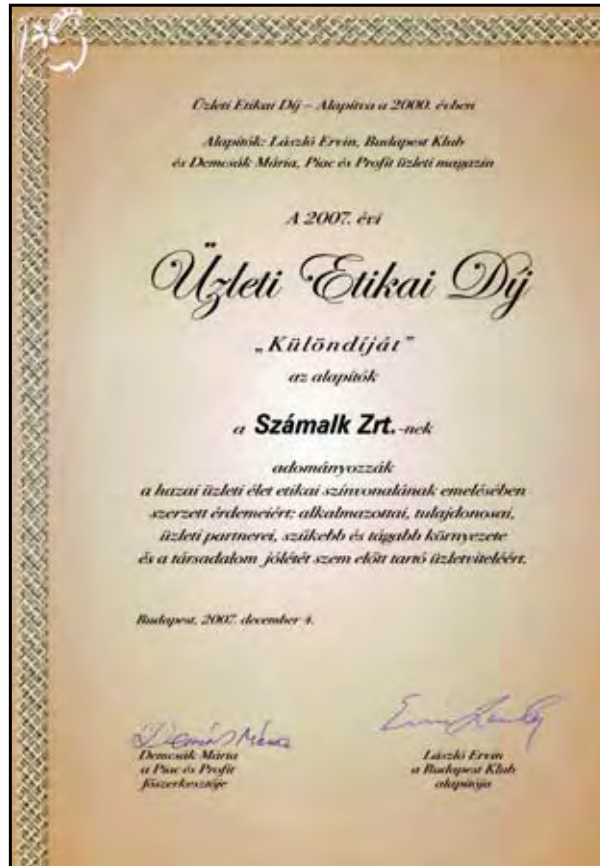 Üzleti Etikai Díj – Alapítva a 2000. évben
Alapítók: László Ervin, Budapest Klub
és Demcsák Mária, Piac és Profit üzleti magazin
A 2007. évi
Üzleti Etikai Díj
„Különdíját”
az alapítók
a Számalk Zrt.-nek
adományozzák
a hazai üzleti élet etikai színvonalának emelésében
szerzett érdemeiért: alkalmazottai, tulajdonosai,
üzleti partnerei, szűkebb és tágabb környezete
és a társadalom jólétét szem előtt tartó üzletviteléért.
Budapest, 2007. december 4.
Demcsák Mária
a Piac és Profit
főszerkesztője
László Ervin
a Budapest Klub
alapítója